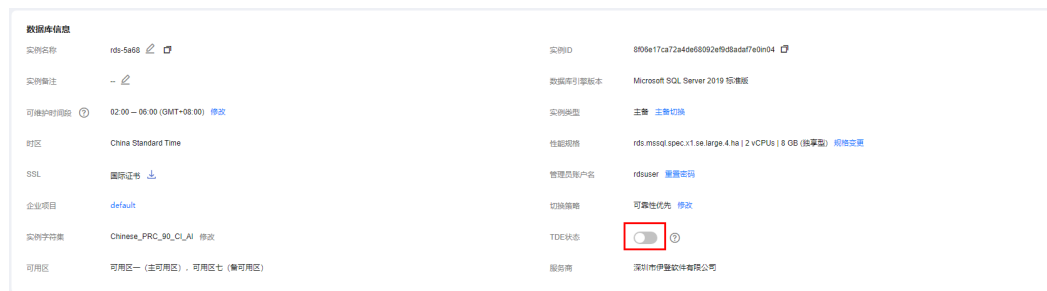 数据库信息
实例名称 rds-5a68 实例ID 8f06e17ca72a4de68092ef9d8adaf7e0in04
实例备注 -- 数据库引擎版本 Microsoft SQL Server 2019 标准版
可维护时间段 ? 02:00 – 06:00 (GMT+08:00) 修改 实例类型 主备 主备切换
时区 China Standard Time 性能规格 rds.mssql.spec.x1.se.large.4.ha | 2 vCPUs | 8 GB (独享型) 规格变更
SSL 国际证书 管理员账户名 rdsuser 重置密码
企业项目 default 切换策略 可靠性优先 修改
实例字符集 Chinese_PRC_90_CI_AI 修改 TDE状态 ?
可用区 可用区一（主可用区），可用区七（备可用区） 服务商 深圳市伊登软件有限公司